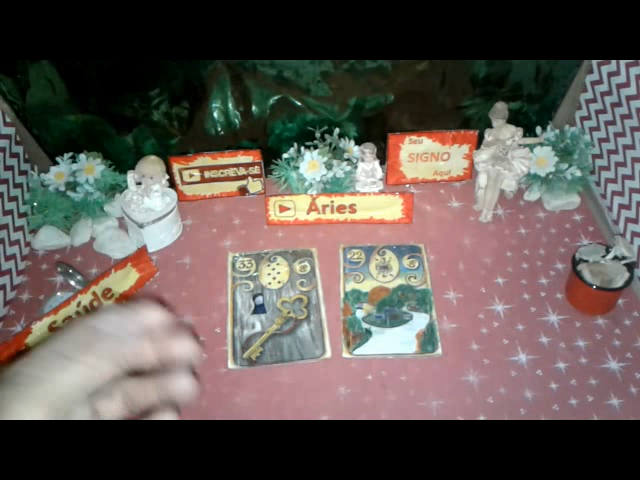 INSCREVA-SE
Seu
SIGNO
Aqui
Áries
Saúde
33
22